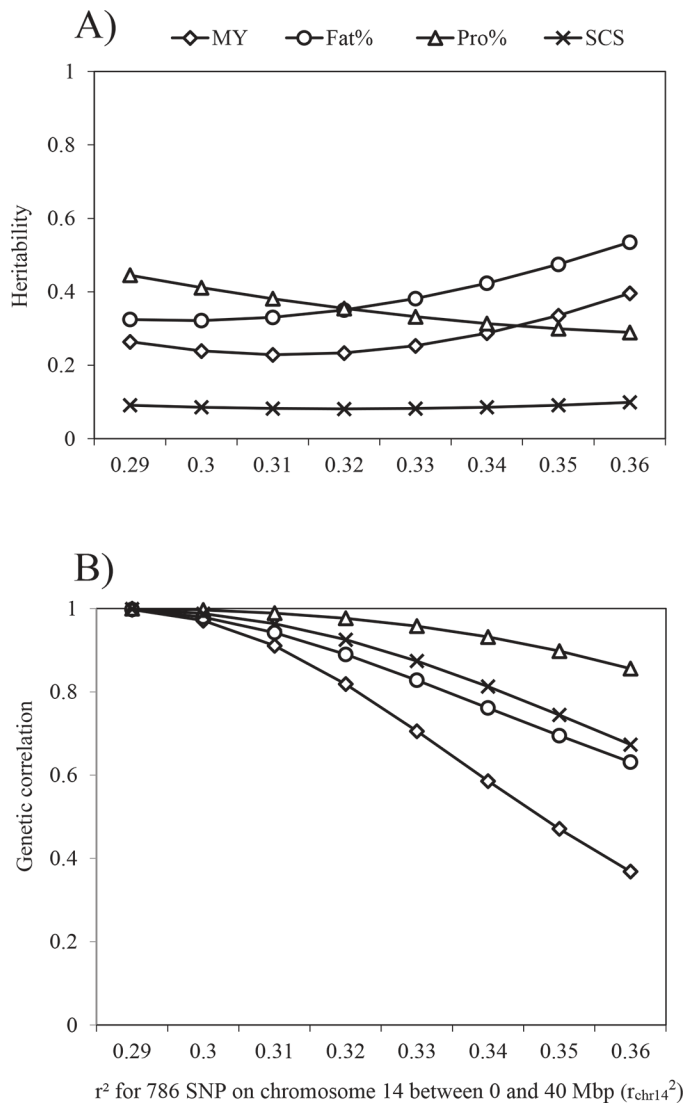 A)
MY Fat% Pro% SCS
1
0.8
0.6
0.4
0.2
0
Heritability
0.29 0.3 0.31 0.32 0.33 0.34 0.35 0.36
B)
1
0.8
0.6
0.4
0.2
0
Genetic correlation
0.29 0.3 0.31 0.32 0.33 0.34 0.35 0.36
r² for 786 SNP on chromosome 14 between 0 and 40 Mbp (rchr14²)